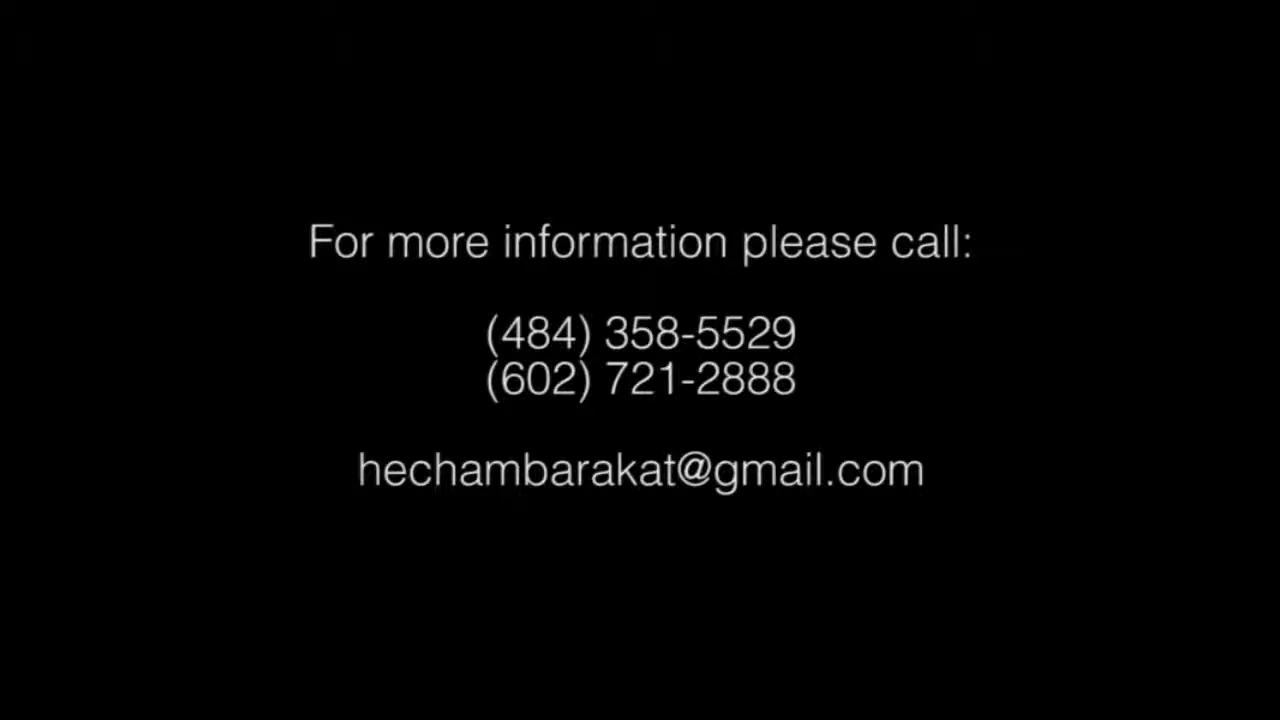 For more information please call:
(484) 358-5529
(602) 721-2888
hechambarakat@gmail.com